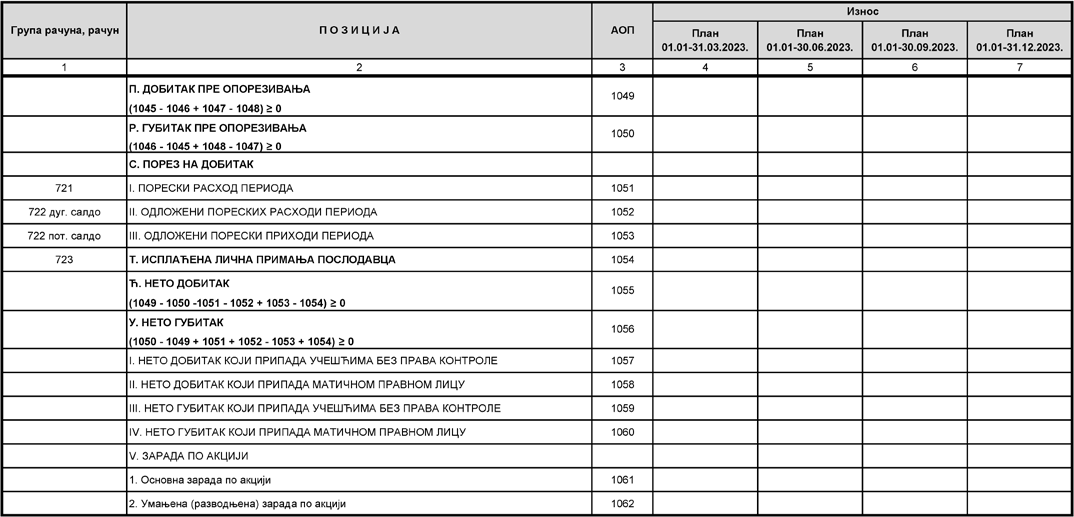 Група рачуна, рачун
П О З И Ц И Ј А
АОП
Износ
План
01.01-31.03.2023.
План
01.01-30.06.2023.
План
01.01-30.09.2023.
План
01.01-31.12.2023.
1 2 3 4 5 6 7
П. ДОБИТАК ПРЕ ОПОРЕЗИВАЊА
(1045 - 1046 + 1047 - 1048) ≥ 0
1049
Р. ГУБИТАК ПРЕ ОПОРЕЗИВАЊА
(1046 - 1045 + 1048 - 1047) ≥ 0
1050
С. ПОРЕЗ НА ДОБИТАК
721 I. ПОРЕСКИ РАСХОД ПЕРИОДА 1051
722 дуг. салдо II. ОДЛОЖЕНИ ПОРЕСКИХ РАСХОДИ ПЕРИОДА 1052
722 пот. салдо III. ОДЛОЖЕНИ ПОРЕСКИ ПРИХОДИ ПЕРИОДА 1053
723 Т. ИСПЛАЋЕНА ЛИЧНА ПРИМАЊА ПОСЛОДАВЦА 1054
Ћ. НЕТО ДОБИТАК
(1049 - 1050 -1051 - 1052 + 1053 - 1054) ≥ 0
1055
У. НЕТО ГУБИТАК
(1050 - 1049 + 1051 + 1052 - 1053 + 1054) ≥ 0
1056
I. НЕТО ДОБИТАК КОЈИ ПРИПАДА УЧЕШЋИМА БЕЗ ПРАВА КОНТРОЛЕ 1057
II. НЕТО ДОБИТАК КОЈИ ПРИПАДА МАТИЧНОМ ПРАВНОМ ЛИЦУ 1058
III. НЕТО ГУБИТАК КОЈИ ПРИПАДА УЧЕШЋИМА БЕЗ ПРАВА КОНТРОЛЕ 1059
IV. НЕТО ГУБИТАК КОЈИ ПРИПАДА МАТИЧНОМ ПРАВНОМ ЛИЦУ 1060
V. ЗАРАДА ПО АКЦИЈИ
1. Основна зарада по акцији 1061
2. Умањена (разводњена) зарада по акцији 1062